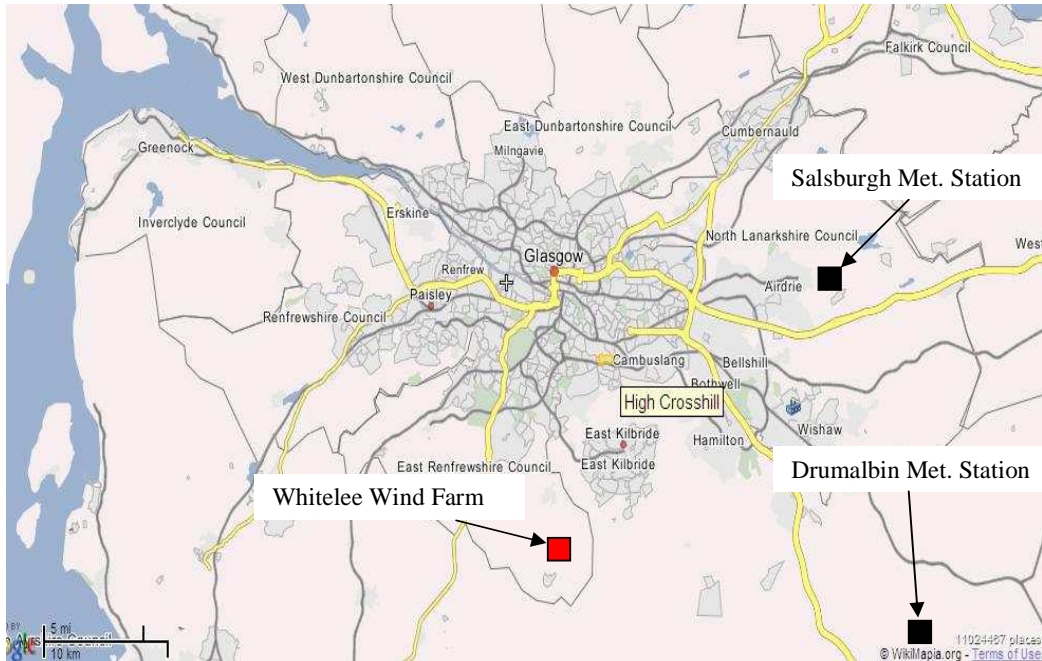 Falkirk Council
West Dunbartonshire Council
East Dunbartonshire Council
Cumbernauld
Milngavie
Greenock
Salsburgh Met. Station
Erskine
Inverclyde Council
North Lanarkshire Council
West
Glasgow
Renfrew
Airdrie
Paisley
Renfrewshire Council
Cambuslang
Bellshill
Bothwell
High Crosshill
Wishaw
East Kilbride
Hamilton
East Renfrewshire Council
East Kilbride
Drumalbin Met. Station
Whitelee Wind Farm
5 mi
10 km
11024467 places
© WikiMapia.org - Terms of Use